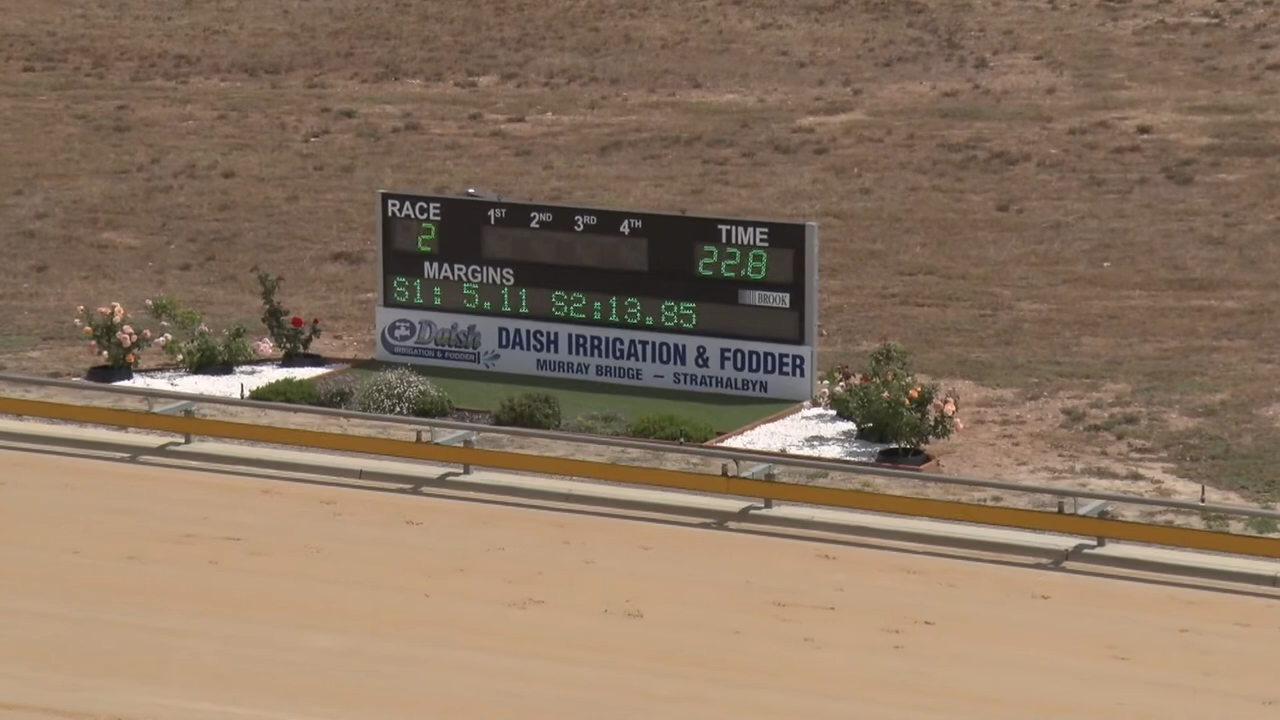 RACE 1ST 2ND 3RD 4TH TIME
2 22.8
MARGINS
S1: 5.11 S2:13.85
BROOK
Daish
IRRIGATION & FODDER
DAISH IRRIGATION & FODDER
MURRAY BRIDGE – STRATHALBYN